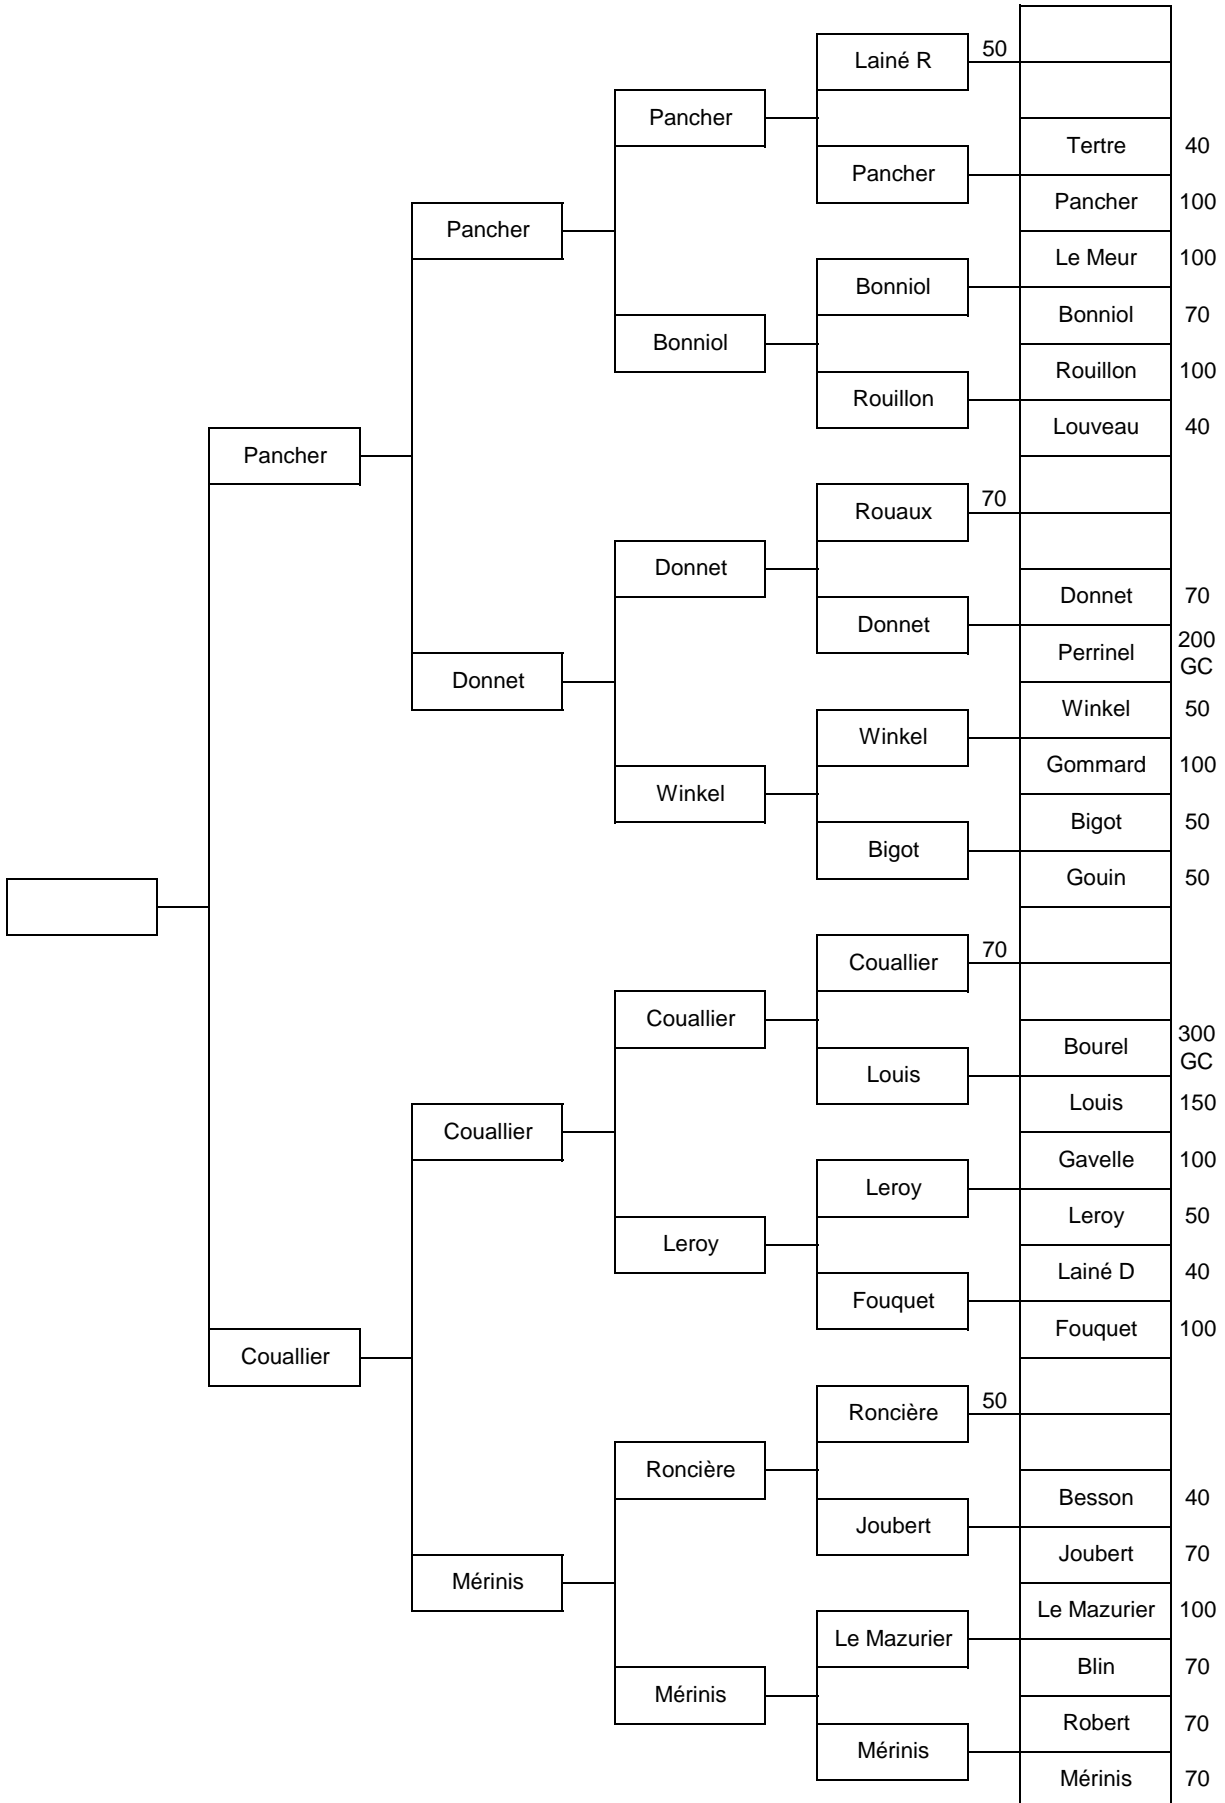 Lainé R 50
Pancher
Tertre 40
Pancher
Pancher 100
Pancher
Le Meur 100
Bonniol
Bonniol 70
Bonniol
Rouillon 100
Rouillon
Louveau 40
Pancher
Rouaux 70
Donnet
Donnet 70
Donnet
Perrinel 200 GC
Donnet
Winkel 50
Winkel
Gommard 100
Winkel
Bigot 50
Bigot
Gouin 50
Couallier 70
Couallier
Bourel 300 GC
Louis
Louis 150
Couallier
Gavelle 100
Leroy
Leroy 50
Leroy
Lainé D 40
Fouquet
Fouquet 100
Couallier
Roncière 50
Roncière
Besson 40
Joubert
Joubert 70
Mérinis
Le Mazurier 100
Le Mazurier
Blin 70
Mérinis
Robert 70
Mérinis
Mérinis 70